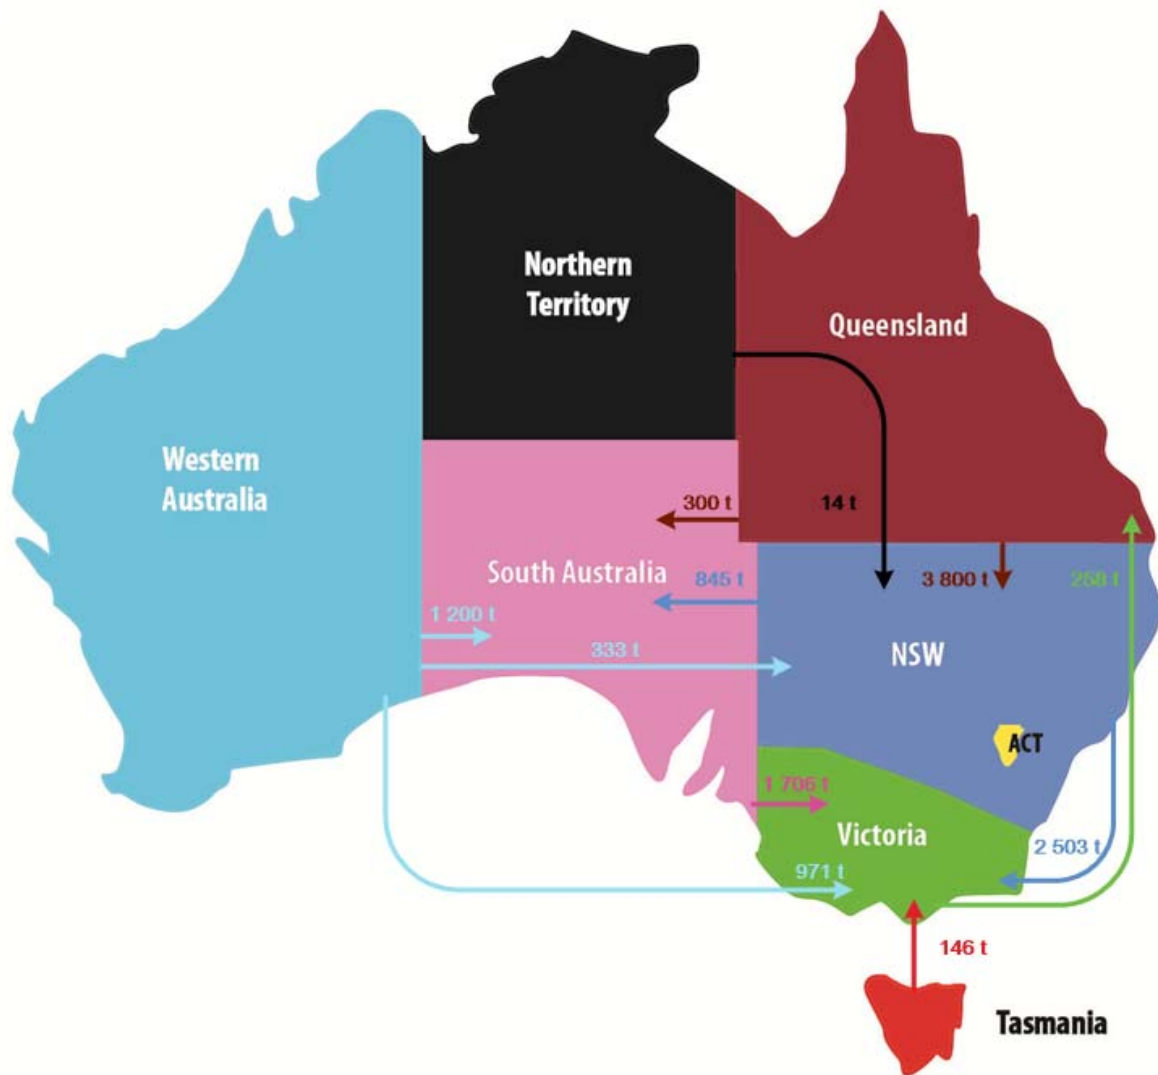 Northern
Territory
Queensland
Western
Australia
300 t
14 t
South Australia
845 t
3 800 t
258 t
1 200 t
333 t
NSW
ACT
1 706 t
Victoria
2 503 t
971 t
146 t
Tasmania